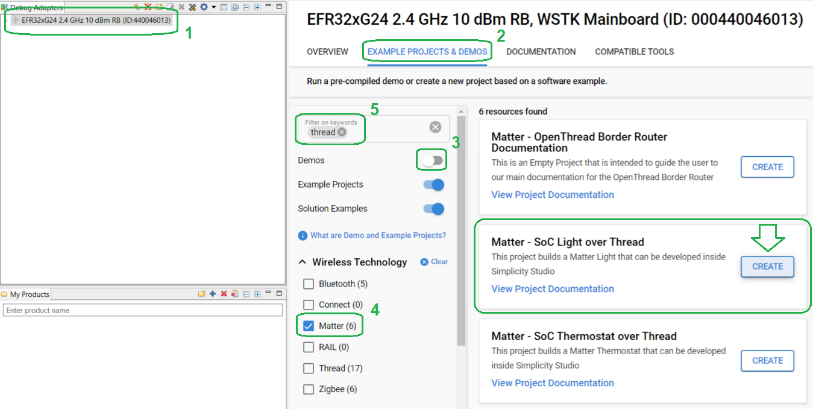 Debug Adapters
EFR32xG24 2.4 GHz 10 dBm RB (ID:440046013)
1
My Products
Enter product name
EFR32xG24 2.4 GHz 10 dBm RB, WSTK Mainboard (ID: 000440046013)
2
OVERVIEW
EXAMPLE PROJECTS & DEMOS
DOCUMENTATION
COMPATIBLE TOOLS
Run a pre-compiled demo or create a new project based on a software example.
5
Filter on keywords
thread
3
Demos
Example Projects
Solution Examples
What are Demo and Example Projects?
Wireless Technology
Clear
Bluetooth (5)
Connect (0)
Matter (6)
4
RAIL (0)
Thread (17)
Zigbee (6)
6 resources found
Matter - OpenThread Border Router
Documentation
This is an Empty Project that is intended to guide the user to
our main documentation for the OpenThread Border Router
View Project Documentation
CREATE
Matter - SoC Light over Thread
This project builds a Matter Light that can be developed inside
Simplicity Studio
View Project Documentation
CREATE
Matter - SoC Thermostat over Thread
This project builds a Matter Thermostat that can be developed
inside Simplicity Studio
View Project Documentation
CREATE